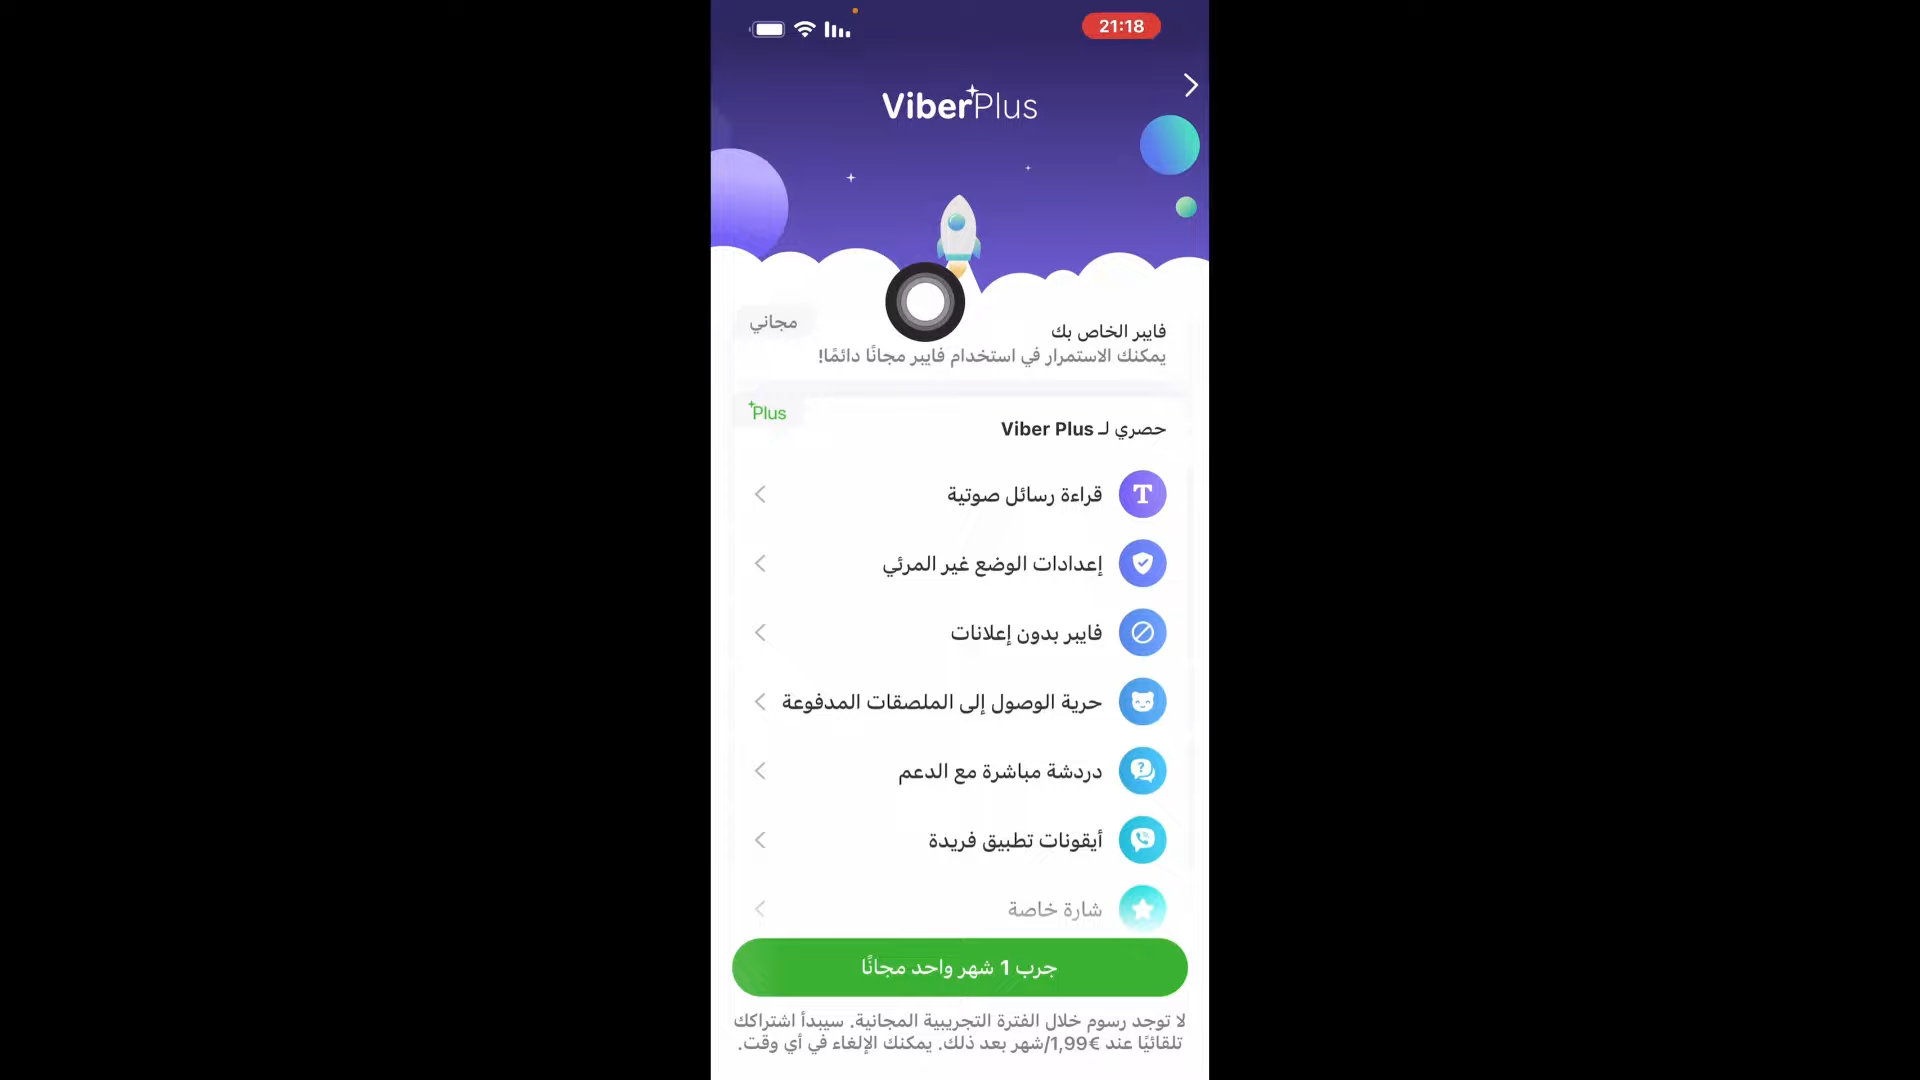 21:18
ViberPlus
مجاني
فايبر الخاص بك
يمكنك الاستمرار في استخدام فايبر مجانًا دائمًا!
Plus
حصري لـ Viber Plus
قراءة رسائل صوتية
إعدادات الوضع غير المرئي
فايبر بدون إعلانات
حرية الوصول إلى الملصقات المدفوعة
دردشة مباشرة مع الدعم
أيقونات تطبيق فريدة
شارة خاصة
جرب 1 شهر واحد مجانًا
لا توجد رسوم خلال الفترة التجريبية المجانية. سيبدأ اشتراكك
تلقائيًا عند €1,99/شهر بعد ذلك. يمكنك الإلغاء في أي وقت.